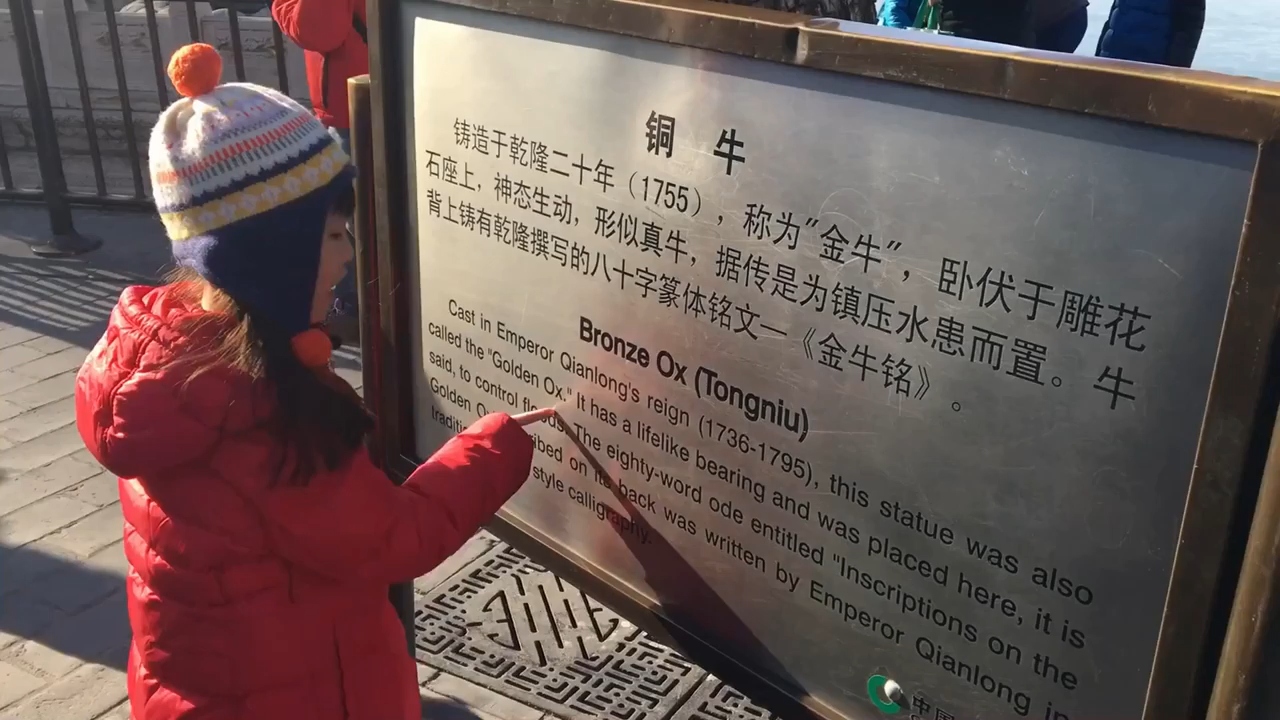 铜 牛
铸造于乾隆二十年（1755），称为“金牛”，卧伏于雕花
石座上，神态生动，形似真牛，据传是为镇压水患而置。牛
背上铸有乾隆撰写的八十字篆体铭文—《金牛铭》。
Bronze Ox (Tongniu)
Cast in Emperor Qianlong's reign (1736-1795), this statue was also
called the "Golden Ox." It has a lifelike bearing and was placed here, it is
said, to control floods. The eighty-word ode entitled "Inscriptions on the
Golden on its back was written by Emperor Qianlong in
style calligraphy.
中国